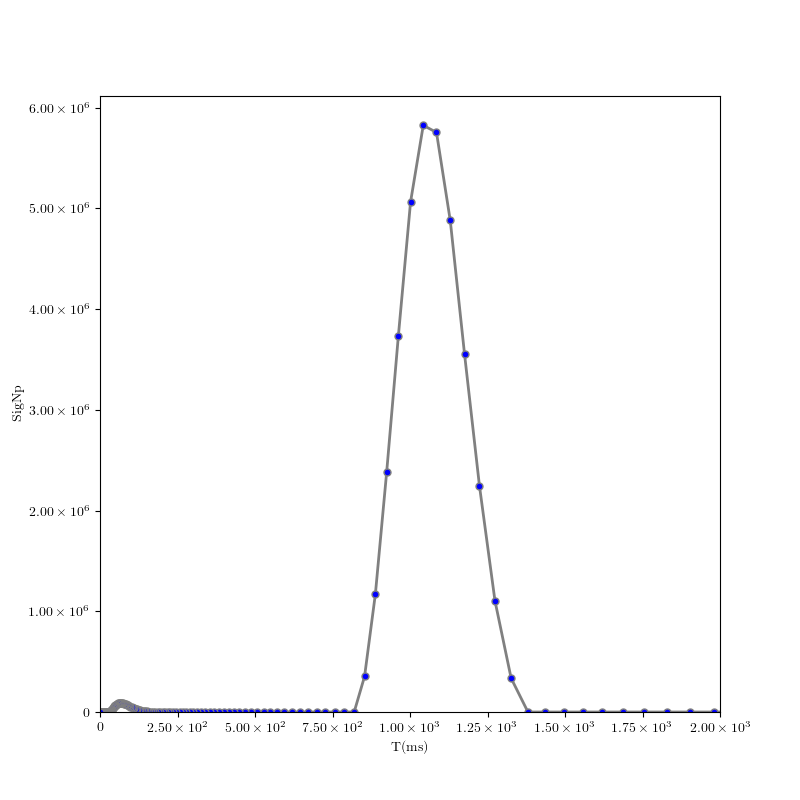 6.00 × 10⁶
5.00 × 10⁶
4.00 × 10⁶
3.00 × 10⁶
2.00 × 10⁶
1.00 × 10⁶
0
SigNp
0 2.50 × 10² 5.00 × 10² 7.50 × 10² 1.00 × 10³ 1.25 × 10³ 1.50 × 10³ 1.75 × 10³ 2.00 × 10³
T(ms)